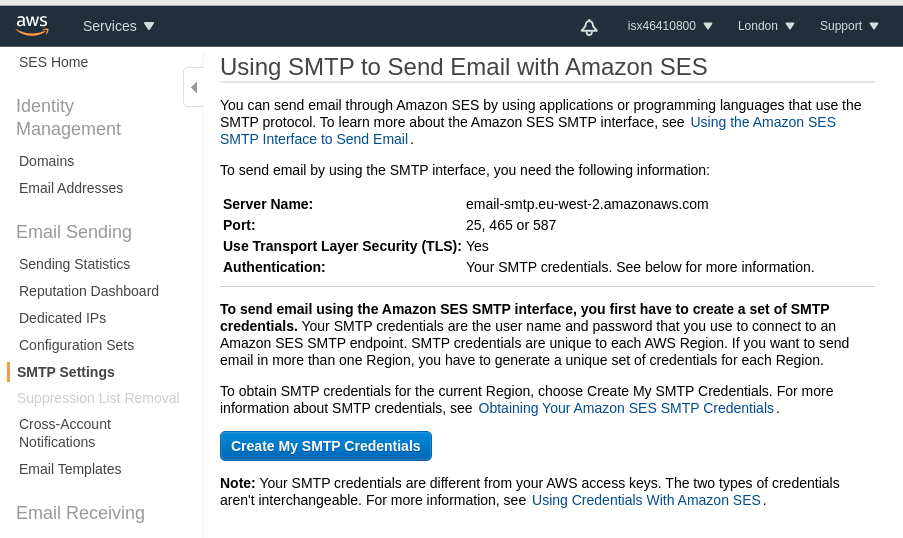 aws
Services
isx46410800
London
Support
SES Home
Identity
Management
Domains
Email Addresses
Email Sending
Sending Statistics
Reputation Dashboard
Dedicated IPs
Configuration Sets
SMTP Settings
Suppression List Removal
Cross-Account
Notifications
Email Templates
Email Receiving
Using SMTP to Send Email with Amazon SES
You can send email through Amazon SES by using applications or programming languages that use the
SMTP protocol. To learn more about the Amazon SES SMTP interface, see Using the Amazon SES
SMTP Interface to Send Email.
To send email by using the SMTP interface, you need the following information:
Server Name: email-smtp.eu-west-2.amazonaws.com
Port: 25, 465 or 587
Use Transport Layer Security (TLS): Yes
Authentication: Your SMTP credentials. See below for more information.
To send email using the Amazon SES SMTP interface, you first have to create a set of SMTP
credentials. Your SMTP credentials are the user name and password that you use to connect to an
Amazon SES SMTP endpoint. SMTP credentials are unique to each AWS Region. If you want to send
email in more than one Region, you have to generate a unique set of credentials for each Region.
To obtain SMTP credentials for the current Region, choose Create My SMTP Credentials. For more
information about SMTP credentials, see Obtaining Your Amazon SES SMTP Credentials.
Create My SMTP Credentials
Note: Your SMTP credentials are different from your AWS access keys. The two types of credentials
aren't interchangeable. For more information, see Using Credentials With Amazon SES.